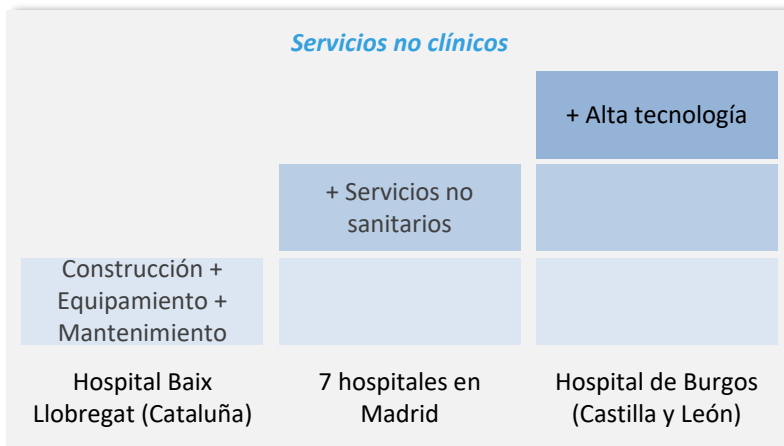 Servicios no clínicos
+ Alta tecnología
+ Servicios no
sanitarios
Construcción +
Equipamiento +
Mantenimiento
Hospital Baix
Llobregat (Cataluña)
7 hospitales en
Madrid
Hospital de Burgos
(Castilla y León)